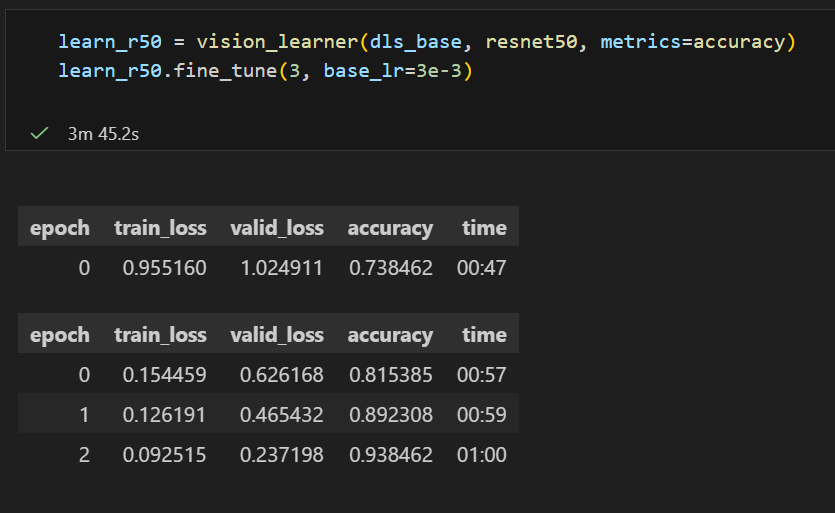 learn_r50 = vision_learner(dls_base, resnet50, metrics=accuracy)
learn_r50.fine_tune(3, base_lr=3e-3)
3m 45.2s
epoch train_loss valid_loss accuracy time
0 0.955160 1.024911 0.738462 00:47
epoch train_loss valid_loss accuracy time
0 0.154459 0.626168 0.815385 00:57
1 0.126191 0.465432 0.892308 00:59
2 0.092515 0.237198 0.938462 01:00